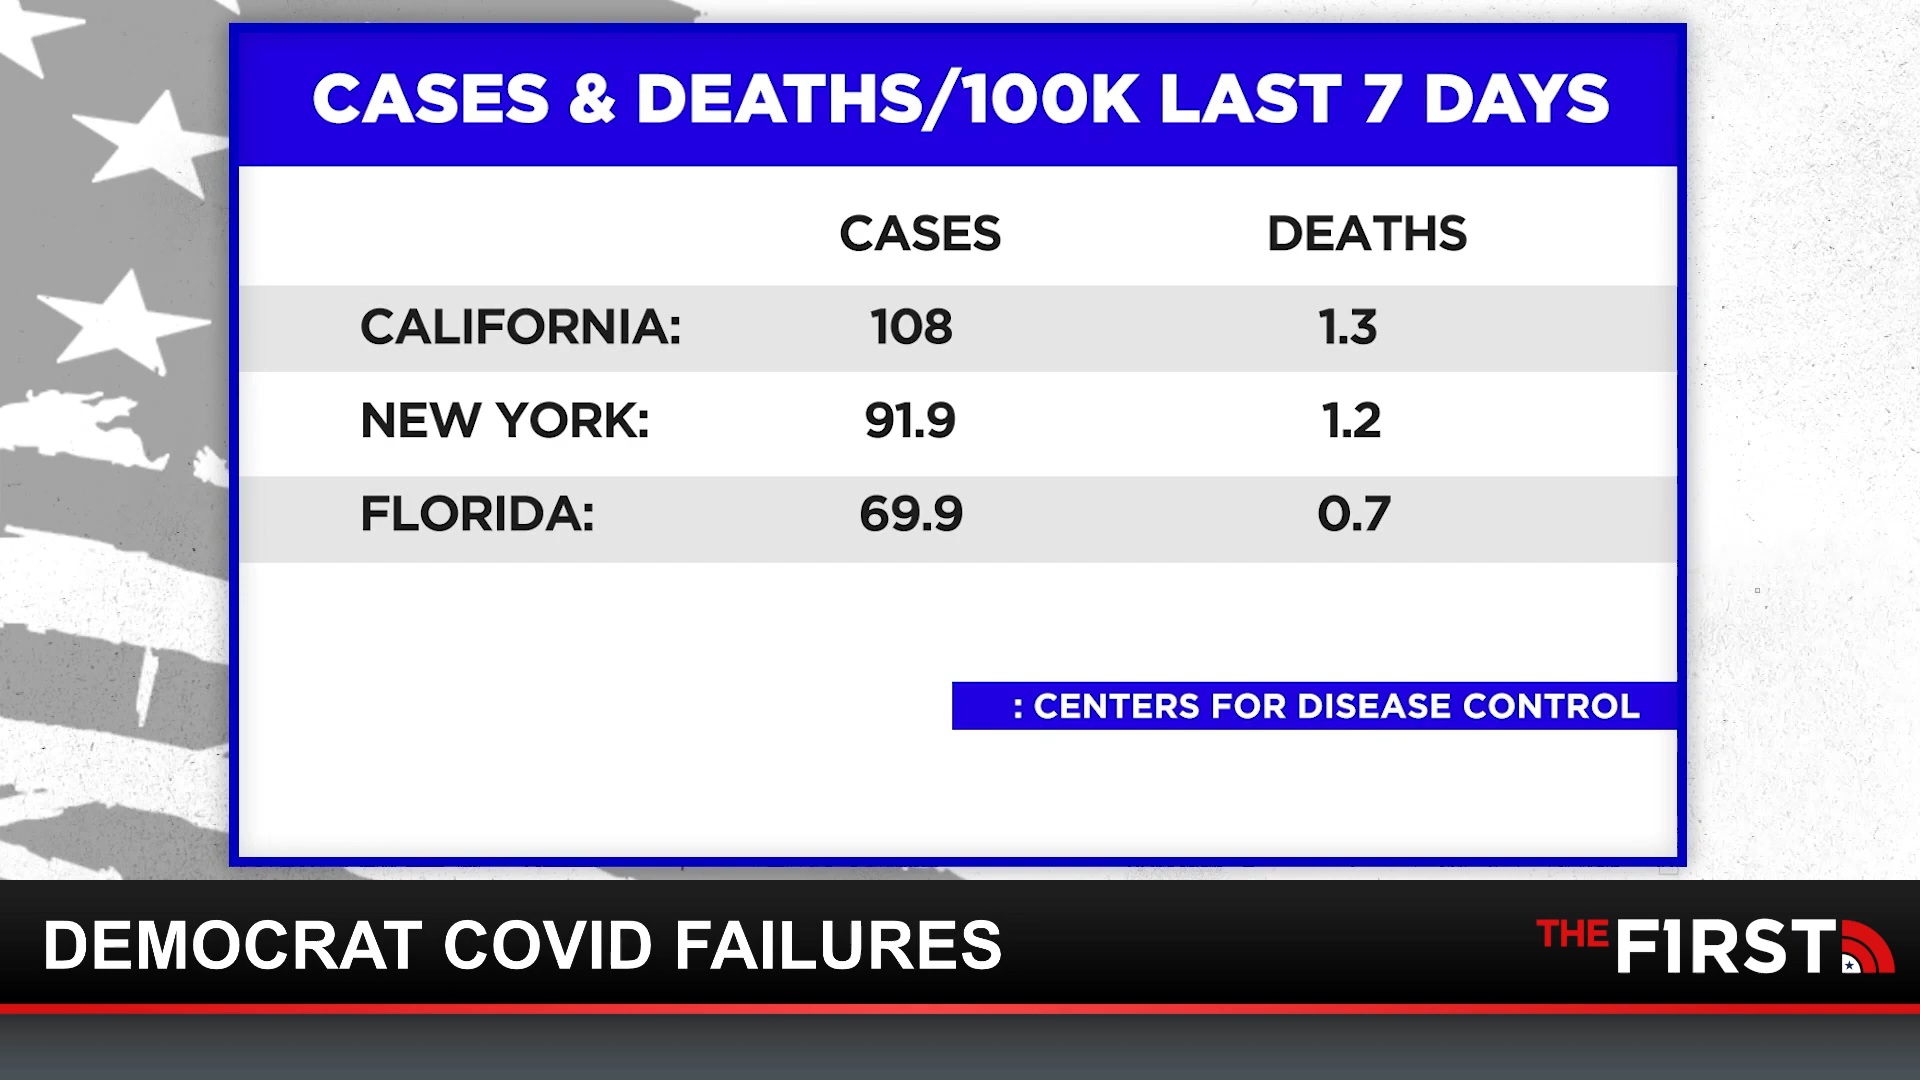 CASES & DEATHS/100K LAST 7 DAYS
CASES DEATHS
CALIFORNIA: 108 1.3
NEW YORK: 91.9 1.2
FLORIDA: 69.9 0.7
: CENTERS FOR DISEASE CONTROL
DEMOCRAT COVID FAILURES
THE F1RST